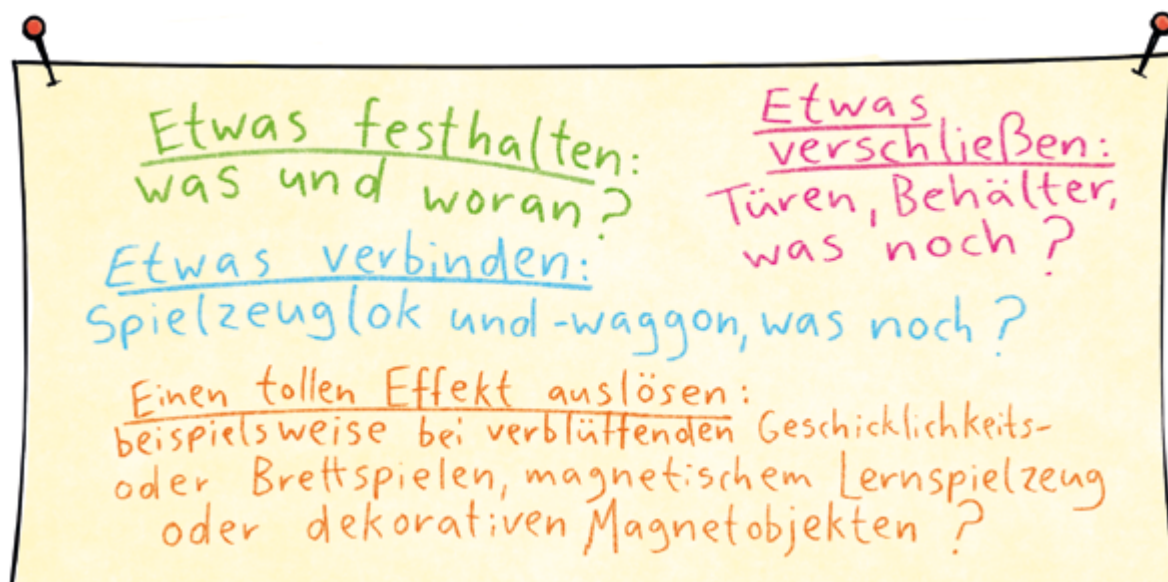 Etwas festhalten:
was und woran?
Etwas
verschließen:
Türen, Behälter,
was noch?
Etwas verbinden:
Spielzeuglok und -waggon, was noch?
Einen tollen Effekt auslösen:
beispielsweise bei verblüffenden Geschicklichkeits-
oder Brettspielen, magnetischem Lernspielzeug
oder dekorativen Magnetobjekten?